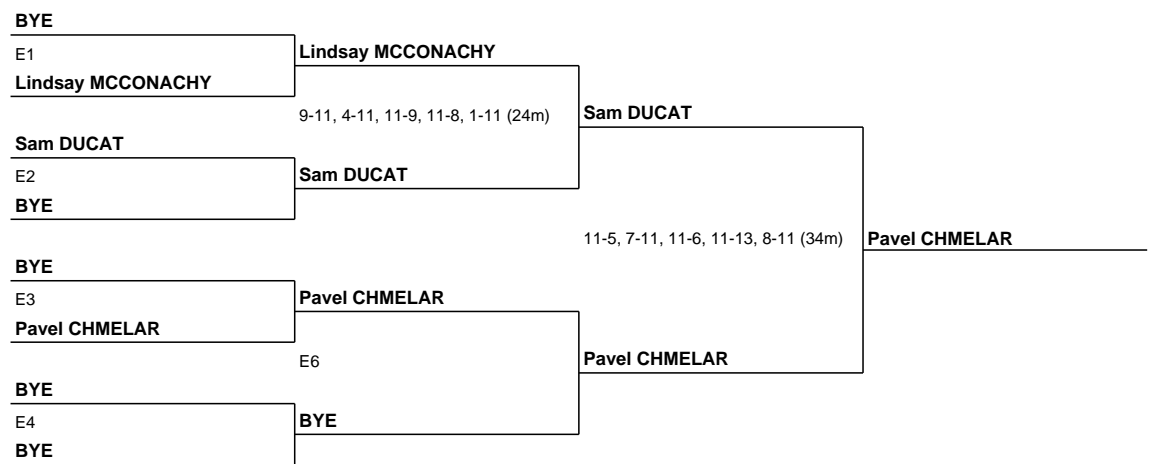 BYE
E1
Lindsay MCCONACHY
Lindsay MCCONACHY
9-11, 4-11, 11-9, 11-8, 1-11 (24m)
Sam DUCAT
Sam DUCAT
E2
Sam DUCAT
BYE
11-5, 7-11, 11-6, 11-13, 8-11 (34m)
Pavel CHMELAR
BYE
E3
Pavel CHMELAR
Pavel CHMELAR
E6
Pavel CHMELAR
BYE
E4
BYE
BYE